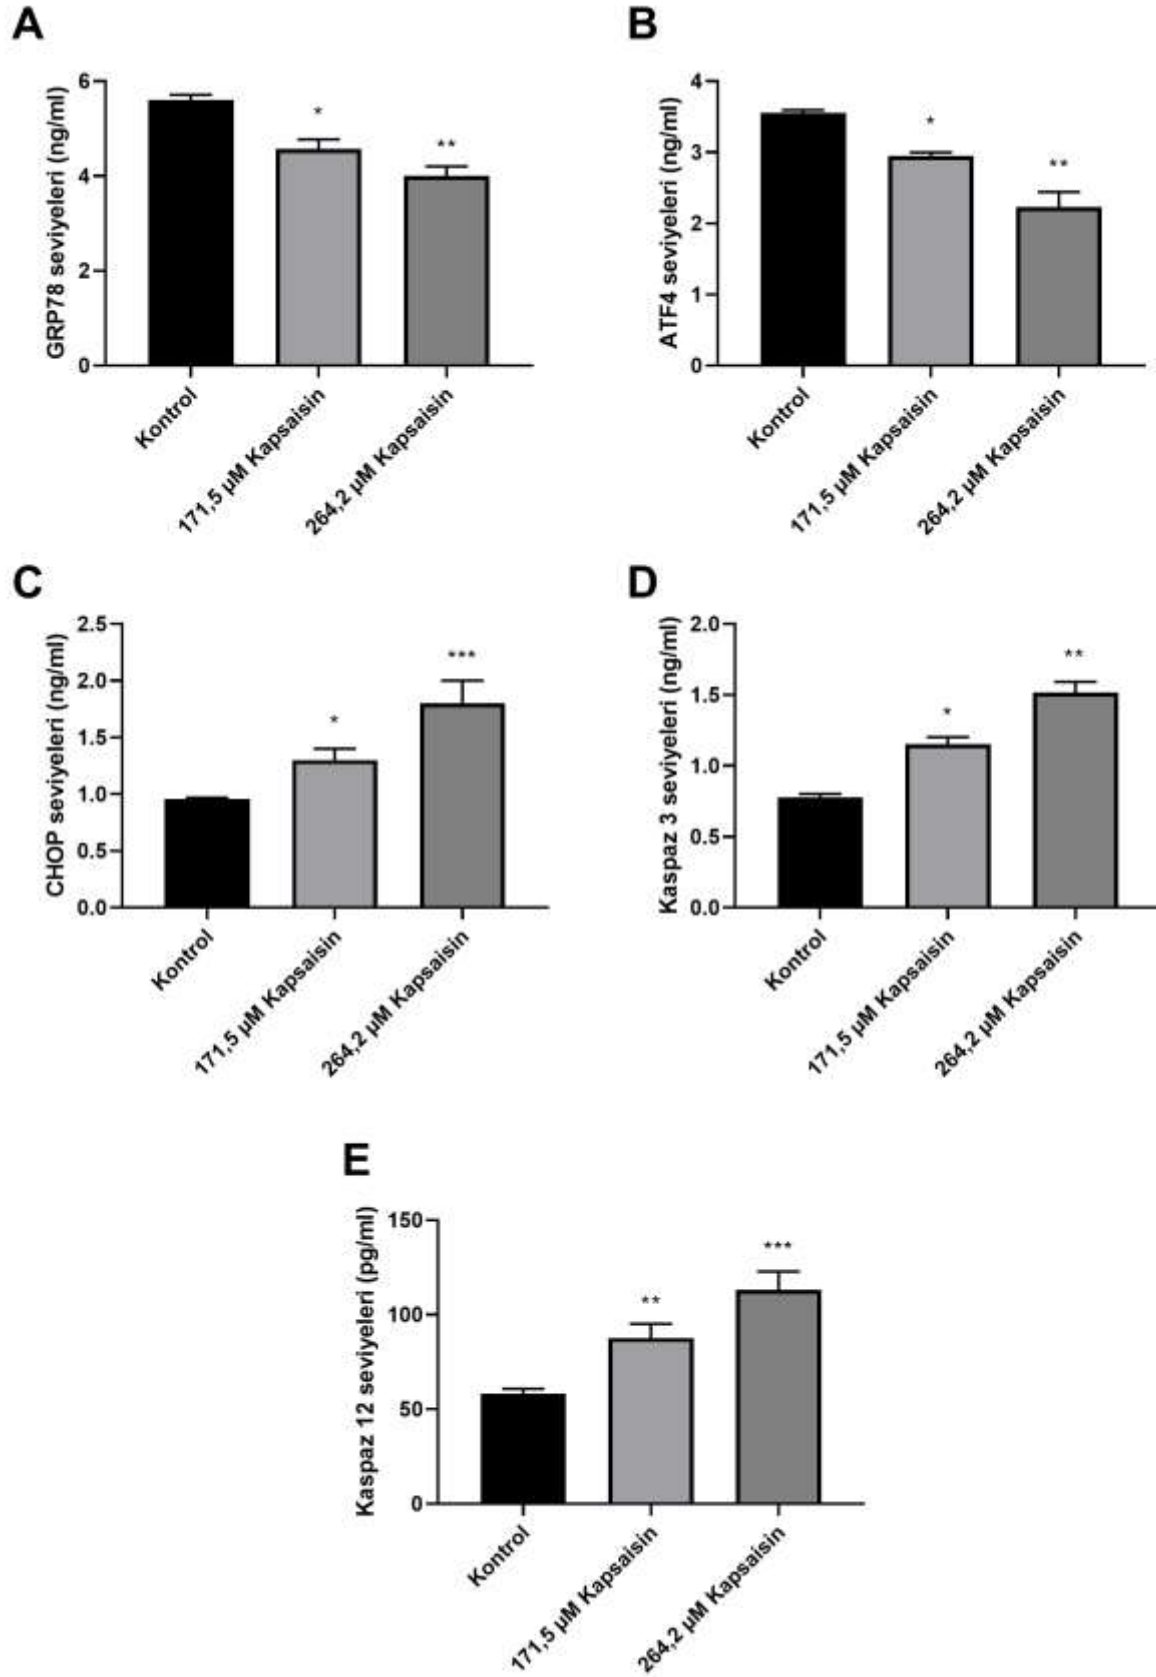 A
GRP78 seviyeleri (ng/ml)
6
4
2
0
*
**
Kontrol
171,5 µM Kapsaisin
264,2 µM Kapsaisin
B
ATF4 seviyeleri (ng/ml)
4
3
2
1
0
*
**
Kontrol
171,5 µM Kapsaisin
264,2 µM Kapsaisin
C
CHOP seviyeleri (ng/ml)
2.5
2.0
1.5
1.0
0.5
0.0
*
***
Kontrol
171,5 µM Kapsaisin
264,2 µM Kapsaisin
D
Kaspaz 3 seviyeleri (ng/ml)
2.0
1.5
1.0
0.5
0.0
*
**
Kontrol
171,5 µM Kapsaisin
264,2 µM Kapsaisin
E
Kaspaz 12 seviyeleri (pg/ml)
150
100
50
0
**
***
Kontrol
171,5 µM Kapsaisin
264,2 µM Kapsaisin